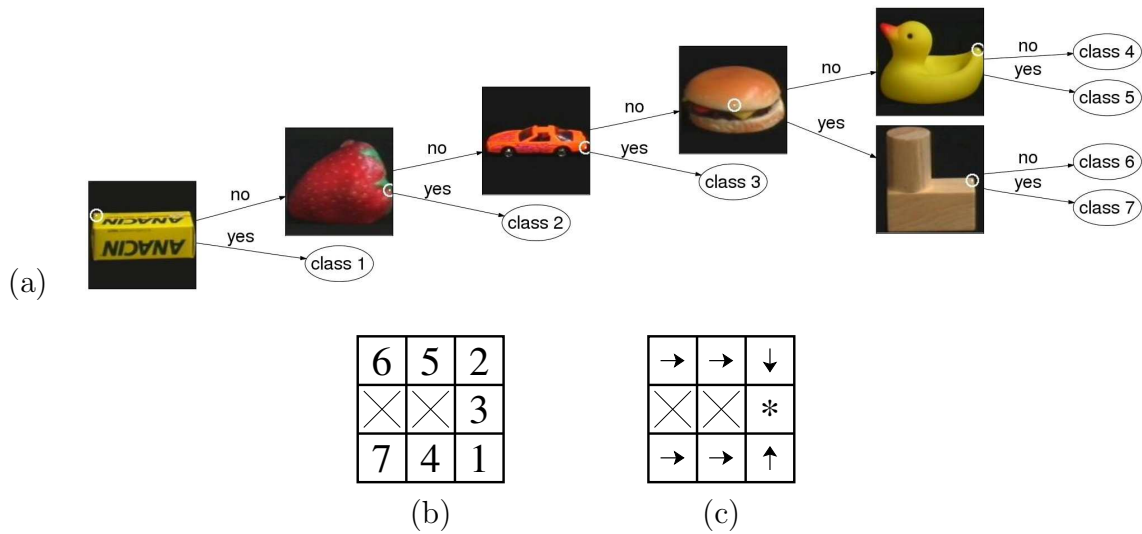 no
class 4
yes
class 5
no
yes
no
yes
class 3
no
class 6
yes
class 7
no
yes
class 2
no
yes
class 1
ANACIN
ANACIN
(a)
6 5 2
3
7 4 1
(b)
→ → ↓
*
→ → ↑
(c)